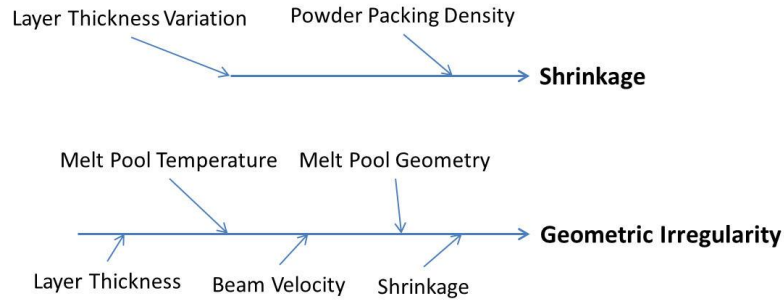 Layer Thickness Variation
Powder Packing Density
Shrinkage
Melt Pool Temperature
Melt Pool Geometry
Geometric Irregularity
Layer Thickness
Beam Velocity
Shrinkage